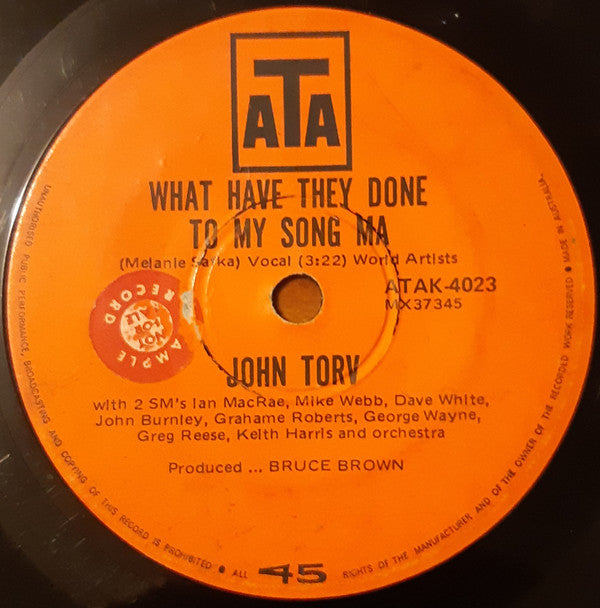 ATA
WHAT HAVE THEY DONE
TO MY SONG MA
(Melanie Safka) Vocal (3:22) World Artists
ATAK-4023
MX37345
SAMPLE RECORD
NOT FOR
JOHN TORV
with 2 SM's Ian MacRae, Mike Webb, Dave White,
John Burnley, Grahame Roberts, George Wayne,
Greg Reese, Keith Harris and orchestra
Produced ... BRUCE BROWN
45
UNAUTHORISED PUBLIC PERFORMANCE, BROADCASTING AND COPYING OF THIS RECORD IS PROHIBITED ● ALL RIGHTS OF THE MANUFACTURER AND OF THE OWNER OF THE RECORDED WORK RESERVED ● MADE IN AUSTRALIA.